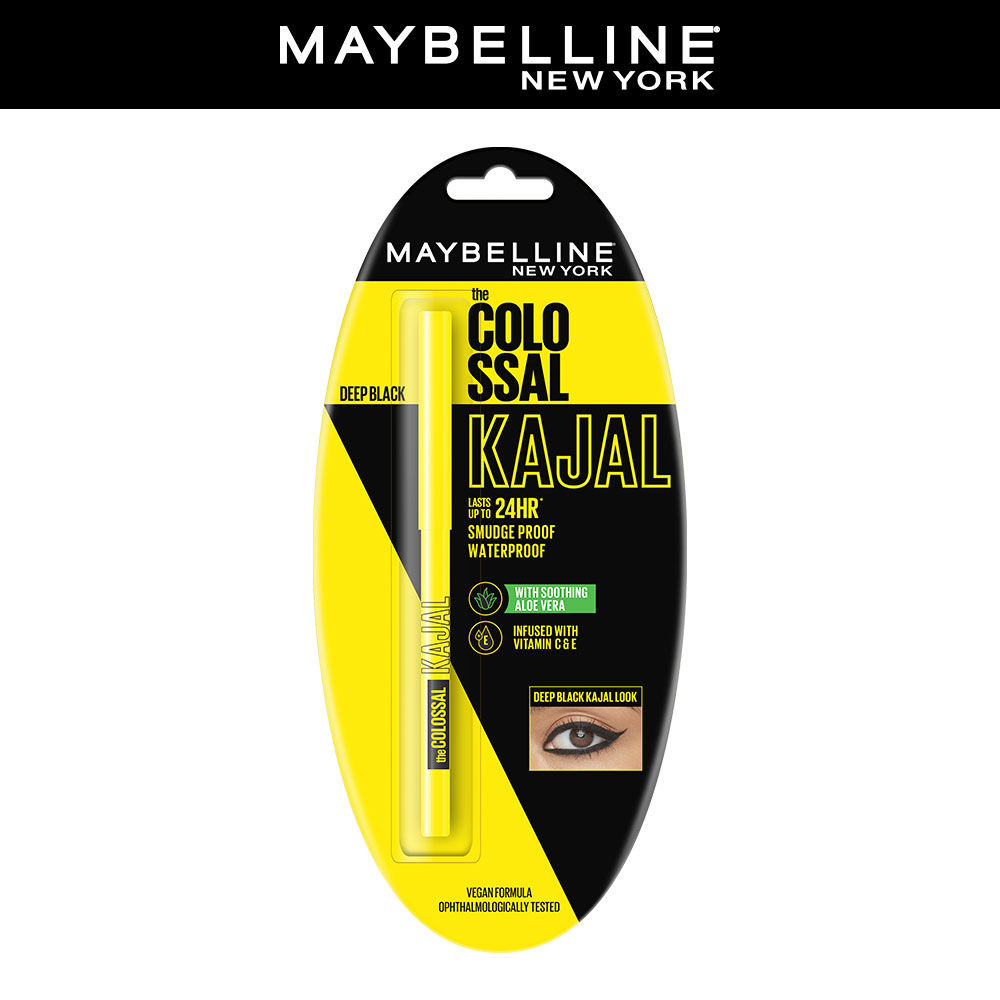 MAYBELLINE
NEW YORK
MAYBELLINE
NEW YORK
the
COLO
SSAL
DEEP BLACK
KAJAL
LASTS
UP TO 24HR*
SMUDGE PROOF
WATERPROOF
WITH SOOTHING
ALOE VERA
E
INFUSED WITH
VITAMIN C & E
the COLOSSAL KAJAL
DEEP BLACK KAJAL LOOK
VEGAN FORMULA
OPHTHALMOLOGICALLY TESTED